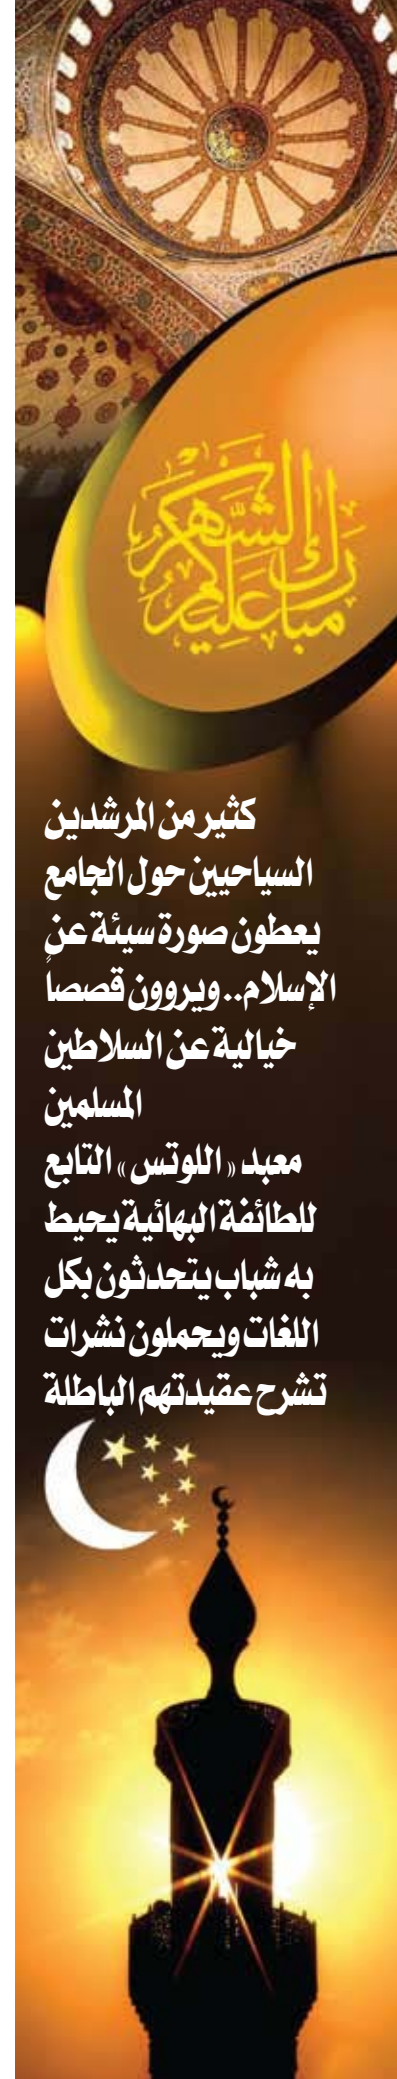 مبارك عليكم الشهر
كثير من المرشدين
السياحيين حول الجامع
يعطون صورة سيئة عن
الإسلام.. ويروون قصصاً
خيالية عن السلاطين
المسلمين
معبد «اللوتس» التابع
للطائفة البهائية يحيط
به شباب يتحدثون بكل
اللغات ويحملون نشرات
تشرح عقيدتهم الباطلة